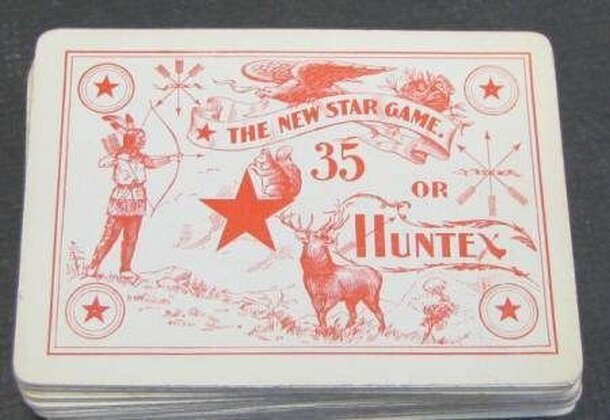 THE NEW STAR GAME.
35
OR
HUNTEX